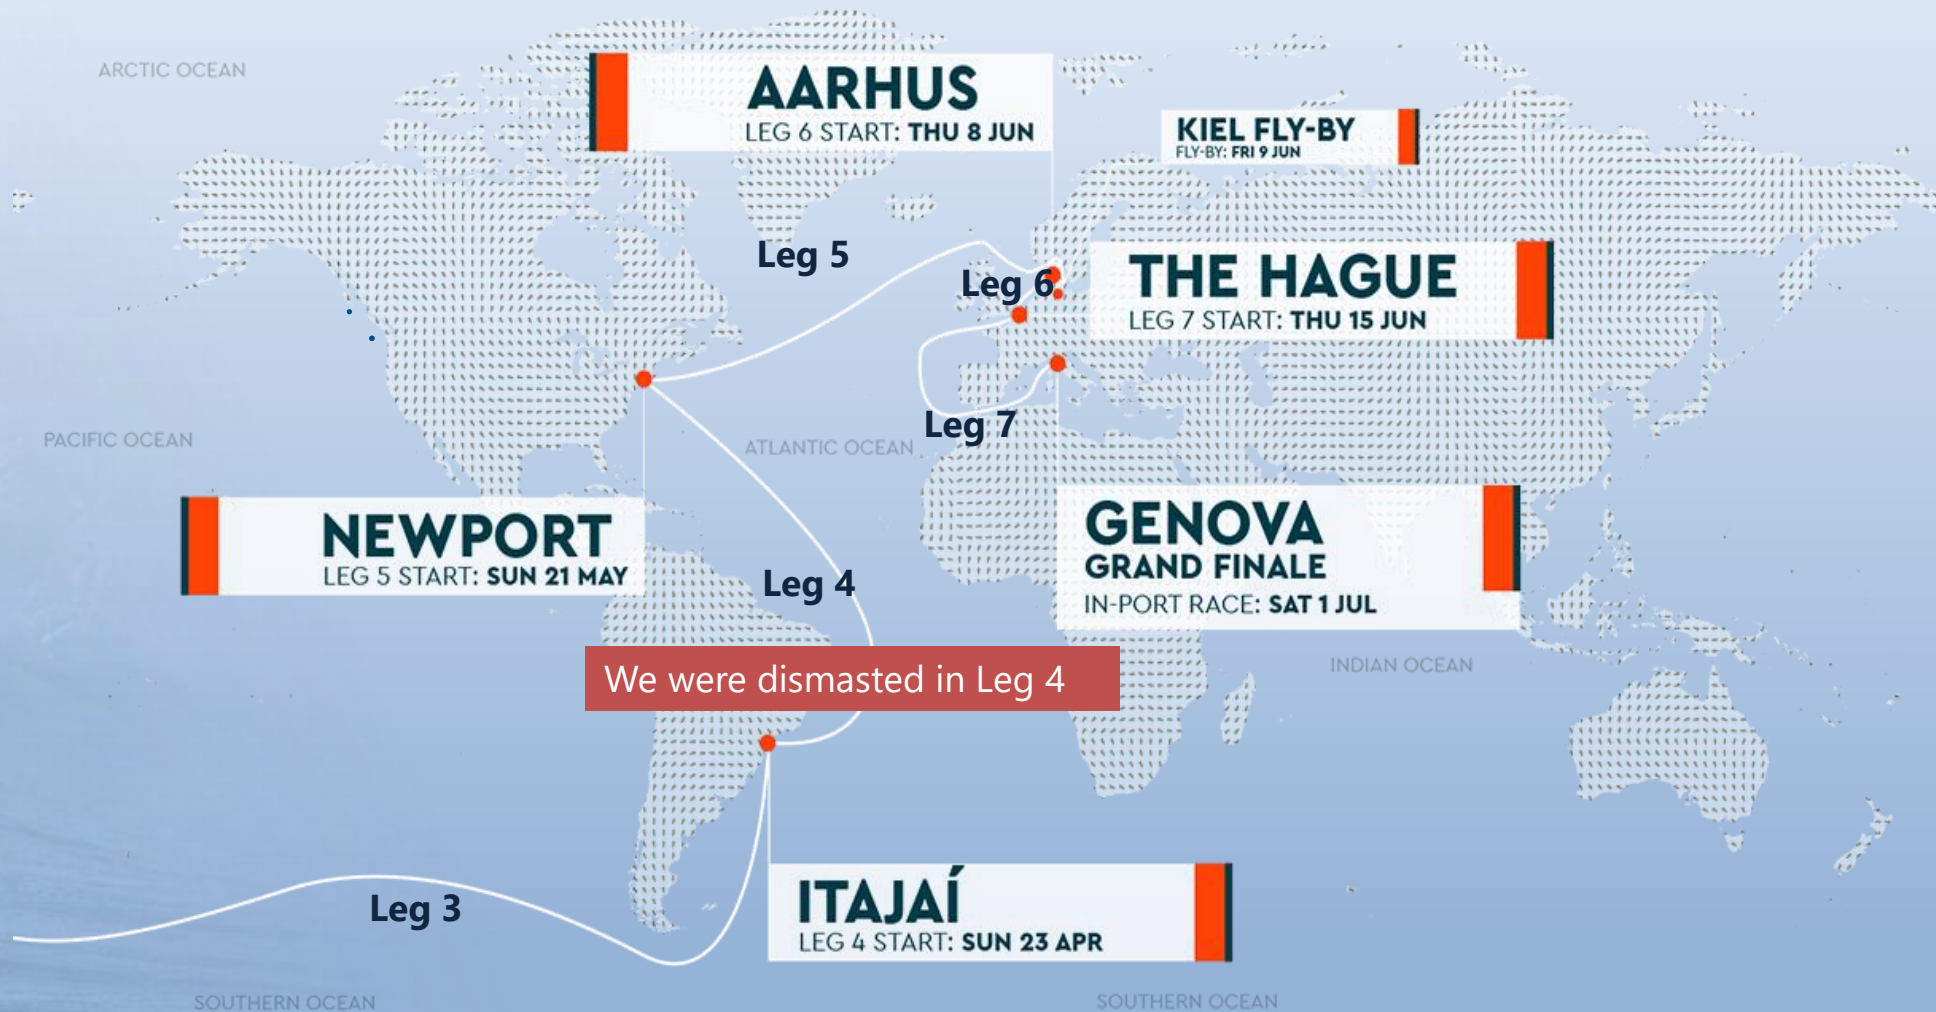 ARCTIC OCEAN
AARHUS
LEG 6 START: THU 8 JUN
KIEL FLY-BY
FLY-BY: FRI 9 JUN
Leg 5
Leg 6
THE HAGUE
LEG 7 START: THU 15 JUN
Leg 7
PACIFIC OCEAN
ATLANTIC OCEAN
NEWPORT
LEG 5 START: SUN 21 MAY
Leg 4
GENOVA
GRAND FINALE
IN-PORT RACE: SAT 1 JUL
INDIAN OCEAN
We were dismasted in Leg 4
Leg 3
ITAJAÍ
LEG 4 START: SUN 23 APR
SOUTHERN OCEAN
SOUTHERN OCEAN